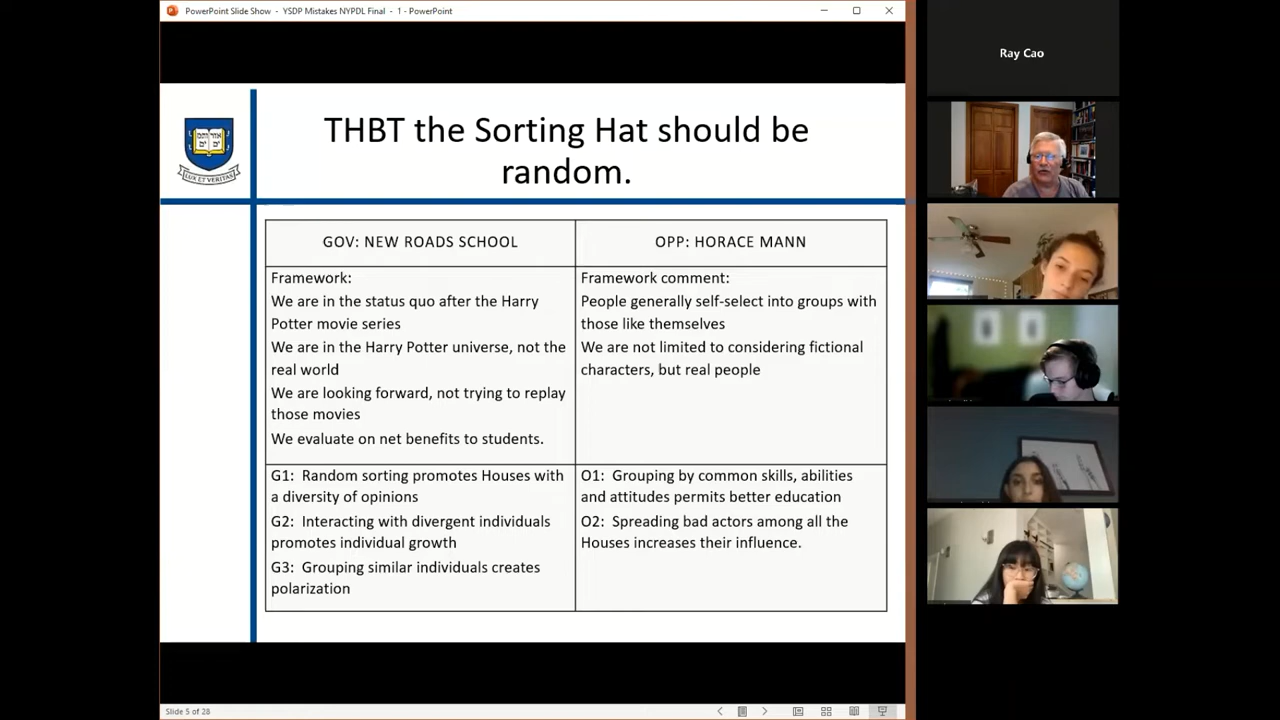 PowerPoint Slide Show - YSDP Mistakes NYPDL Final - 1 - PowerPoint
THBT the Sorting Hat should be
random.
LUX ET VERITAS
GOV: NEW ROADS SCHOOL
OPP: HORACE MANN
Framework:
We are in the status quo after the Harry
Potter movie series
We are in the Harry Potter universe, not the
real world
We are looking forward, not trying to replay
those movies
We evaluate on net benefits to students.
Framework comment:
People generally self-select into groups with
those like themselves
We are not limited to considering fictional
characters, but real people
G1: Random sorting promotes Houses with
a diversity of opinions
G2: Interacting with divergent individuals
promotes individual growth
G3: Grouping similar individuals creates
polarization
O1: Grouping by common skills, abilities
and attitudes permits better education
O2: Spreading bad actors among all the
Houses increases their influence.
Slide 5 of 28
Ray Cao